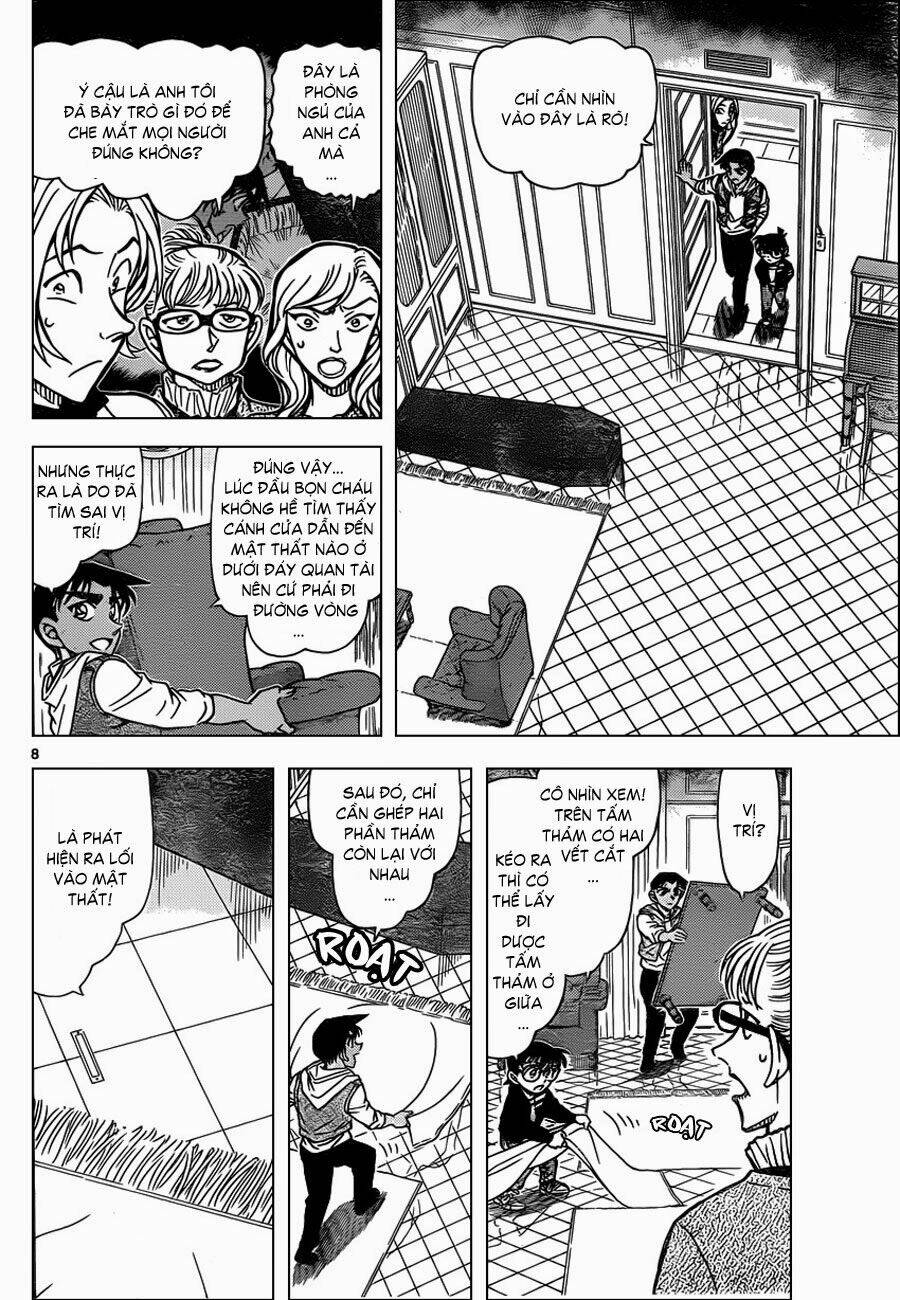 CHỈ CẦN NHÌN
VÀO ĐÂY LÀ RÕ!
ĐÂY LÀ
PHÒNG
NGỦ CỦA
ANH CẢ
MÀ
...
Ý CẬU LÀ ANH TÔI
ĐÃ BÀY TRÒ GÌ ĐÓ ĐỂ
CHE MẮT MỌI NGƯỜI
ĐÚNG KHÔNG?
ĐÚNG VẬY...
LÚC ĐẦU BỌN CHÁU
KHÔNG HỀ TÌM THẤY
CÁNH CỬA DẪN ĐẾN
MẬT THẤT NÀO Ở
DƯỚI ĐÁY QUAN TÀI
NÊN CỨ PHẢI ĐI
ĐƯỜNG VÒNG
...
NHƯNG THỰC
RA LÀ DO ĐÃ
TÌM SAI VỊ
TRÍ!
8
VỊ
TRÍ?
CÔ NHÌN XEM!
TRÊN TẤM
THẢM CÓ HAI
VẾT CẮT
...
KÉO RA
THÌ CÓ
THỂ LẤY
ĐI
DƯỢC
TẤM
THẢM Ở
GIỮA
...
ROẠT
SAU ĐÓ, CHỈ
CẦN GHÉP HAI
PHẦN THẢM
CÒN LẠI VỚI
NHAU
...
ROẠT
LÀ PHÁT
HIỆN RA LỐI
VÀO MẬT
THẤT!